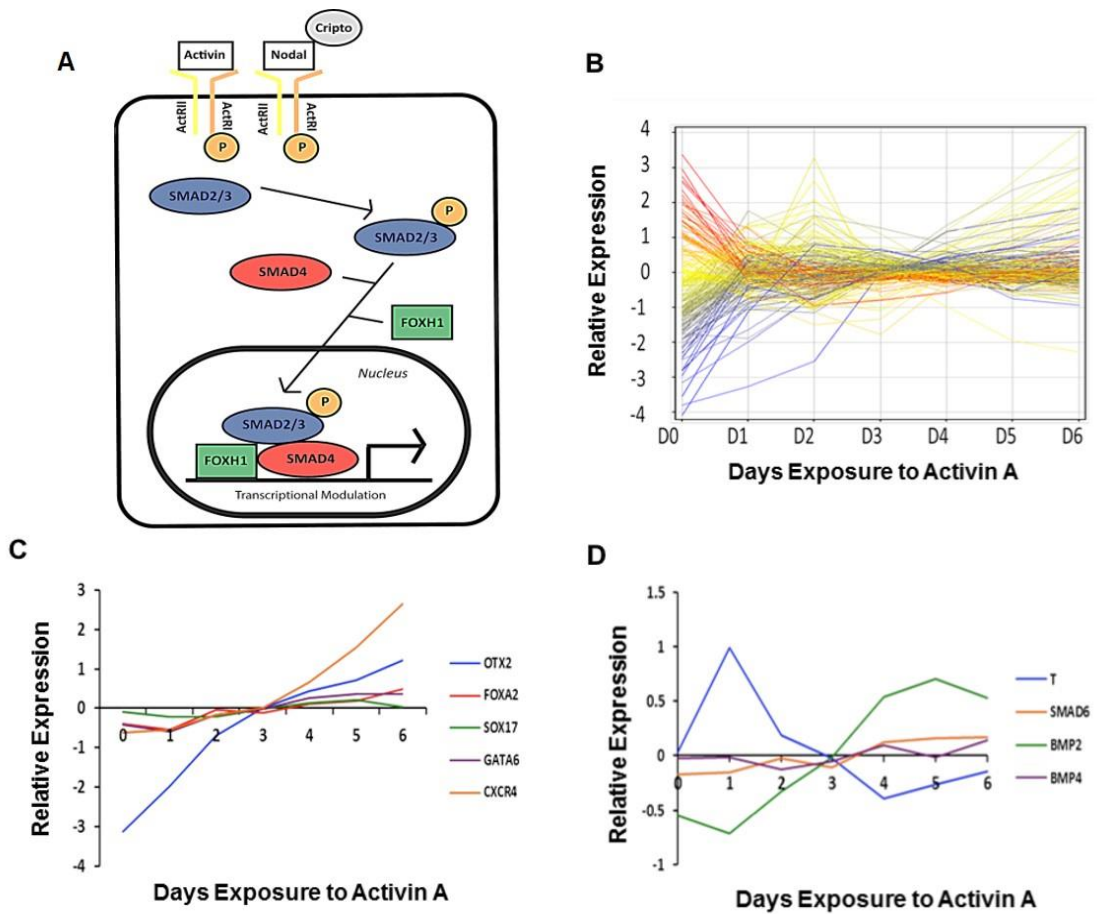 A
Cripto
Activin
Nodal
ActRII
ActRI
ActRII
ActRI
P
P
SMAD2/3
P
SMAD2/3
SMAD4
FOXH1
Nucleus
P
SMAD2/3
FOXH1
SMAD4
Transcriptional Modulation
B
Relative Expression
4
3
2
1
0
-1
-2
-3
-4
D0 D1 D2 D3 D4 D5 D6
Days Exposure to Activin A
C
Relative Expression
3
2
1
0
-1
-2
-3
-4
0 1 2 3 4 5 6
OTX2
FOXA2
SOX17
GATA6
CXCR4
Days Exposure to Activin A
D
Relative Expression
1.5
1
0.5
0
-0.5
-1
0 1 2 3 4 5 6
T
SMAD6
BMP2
BMP4
Days Exposure to Activin A